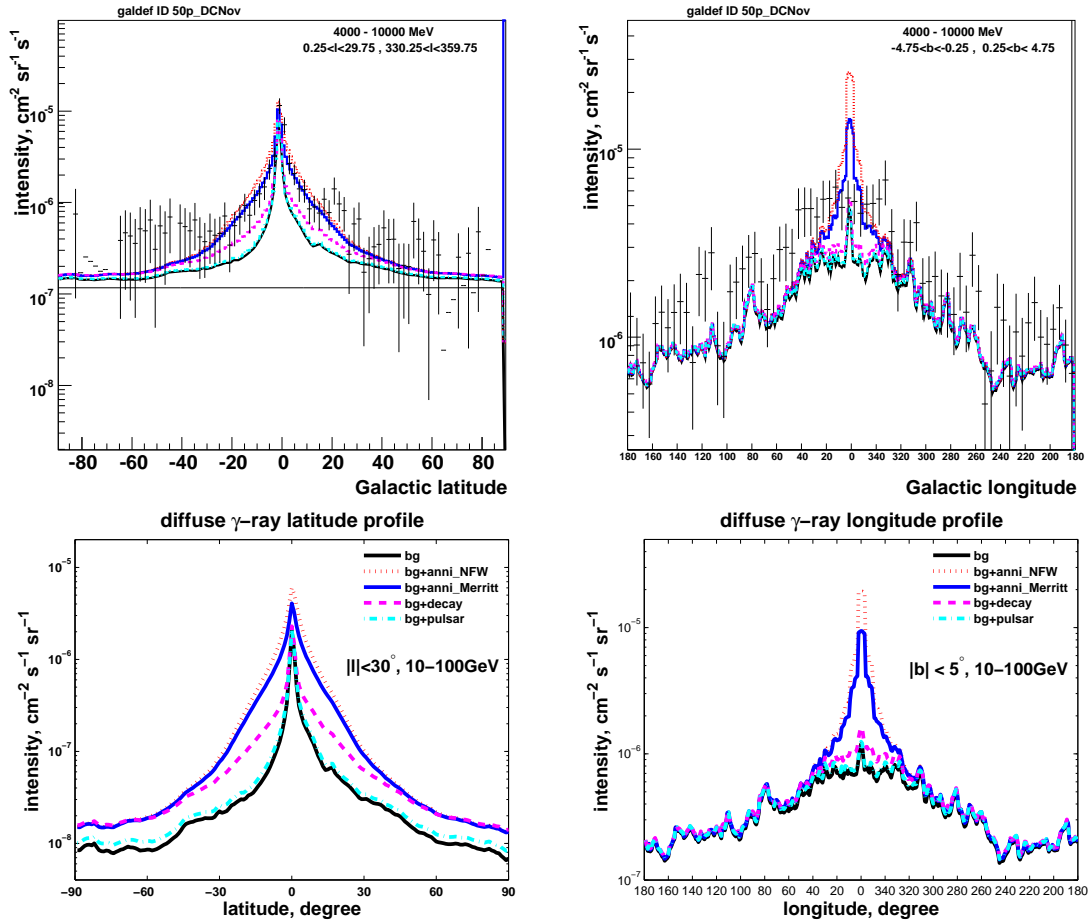 galdef ID 50p_DCNov
4000 - 10000 MeV
0.25<l<29.75 , 330.25<l<359.75
intensity, cm-2 sr-1 s-1
10-5
10-6
10-7
10-8
-80 -60 -40 -20 0 20 40 60 80
Galactic latitude
galdef ID 50p_DCNov
4000 - 10000 MeV
-4.75<b<-0.25 , 0.25<b< 4.75
intensity, cm-2 sr-1 s-1
10-5
10-6
180 160 140 120 100 80 60 40 20 0 340 320 300 280 260 240 220 200 180
Galactic longitude
diffuse γ−ray latitude profile
bg
bg+anni_NFW
bg+anni_Merritt
bg+decay
bg+pulsar
|l|<30°, 10−100GeV
intensity, cm−2 s−1 sr−1
10−5
10−6
10−7
10−8
−90 −60 −30 0 30 60 90
latitude, degree
diffuse γ−ray longitude profile
bg
bg+anni_NFW
bg+anni_Merritt
bg+decay
bg+pulsar
|b| < 5°, 10−100GeV
intensity, cm−2 s−1 sr−1
10−5
10−6
10−7
180 160 140 120 100 80 60 40 20 0 340 320 300 280 260 240 220 200 180
longitude, degree